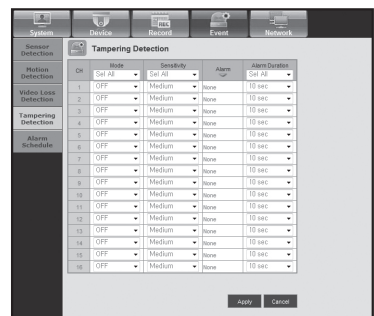 System Device Record Event Network
REC
Sensor Detection
Motion Detection
Video Loss Detection
Tampering Detection
Alarm Schedule
Tampering Detection
CH Mode Sensitivity Alarm Alarm Duration
Sel All Sel All Sel All
1 OFF Medium None 10 sec
2 OFF Medium None 10 sec
3 OFF Medium None 10 sec
4 OFF Medium None 10 sec
5 OFF Medium None 10 sec
6 OFF Medium None 10 sec
7 OFF Medium None 10 sec
8 OFF Medium None 10 sec
9 OFF Medium None 10 sec
10 OFF Medium None 10 sec
11 OFF Medium None 10 sec
12 OFF Medium None 10 sec
13 OFF Medium None 10 sec
14 OFF Medium None 10 sec
15 OFF Medium None 10 sec
16 OFF Medium None 10 sec
Apply Cancel